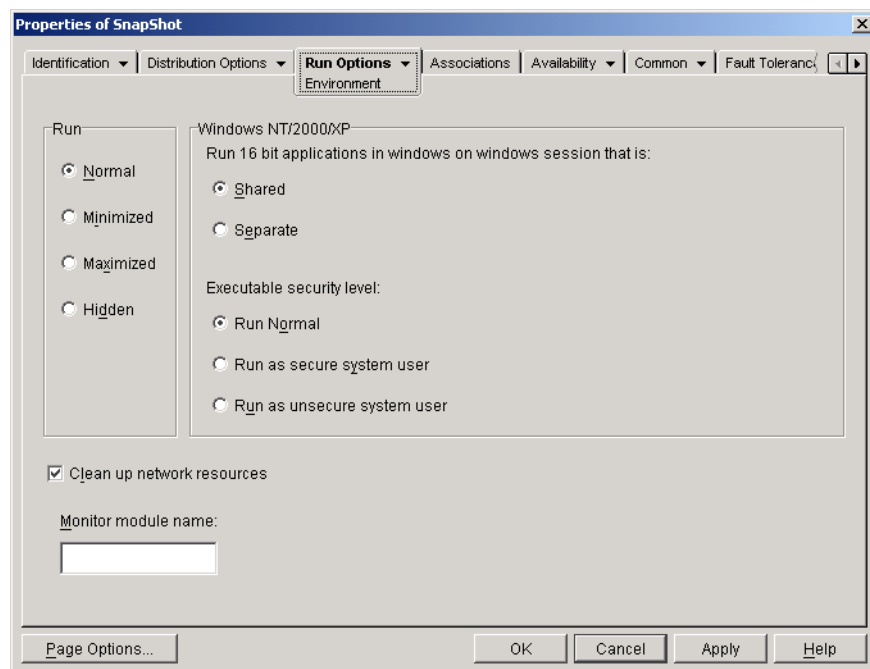 Properties of SnapShot
Identification
Distribution Options
Run Options
Environment
Associations
Availability
Common
Fault Toleranc
Run
Normal
Minimized
Maximized
Hidden
Windows NT/2000/XP
Run 16 bit applications in windows on windows session that is:
Shared
Separate
Executable security level:
Run Normal
Run as secure system user
Run as unsecure system user
Clean up network resources
Monitor module name:
Page Options...
OK
Cancel
Apply
Help